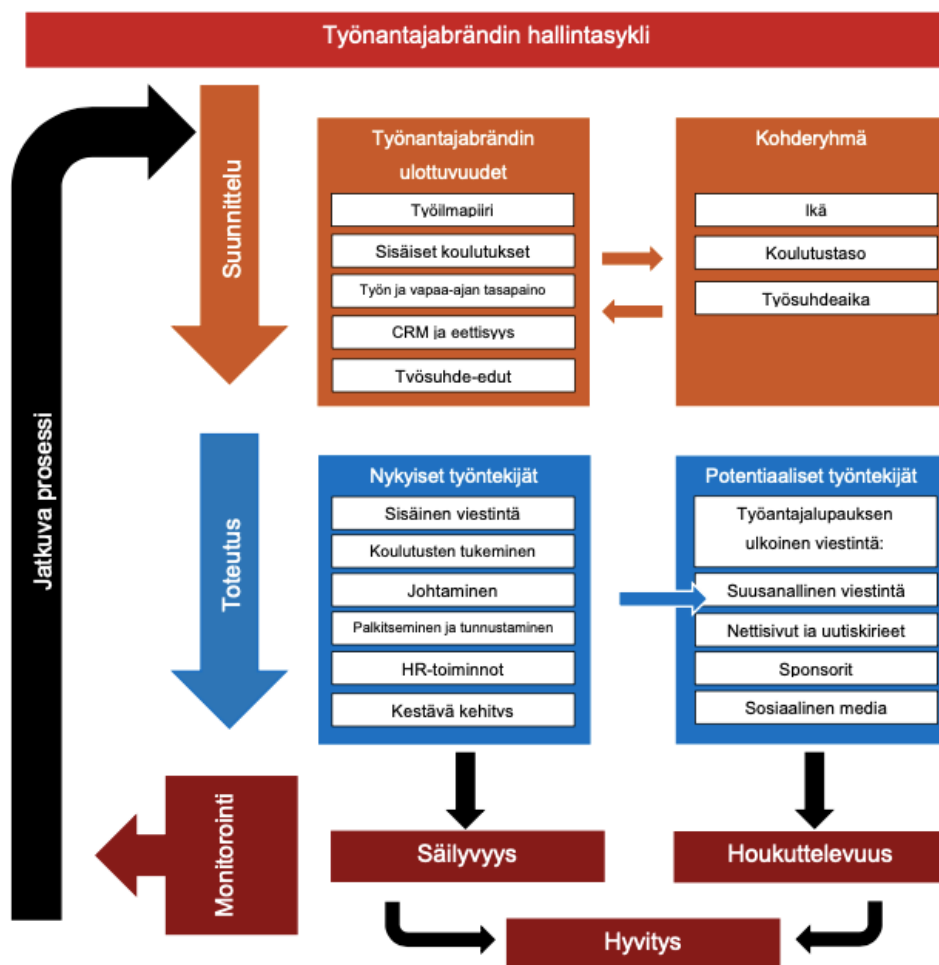 Työnantajabrändin hallintasykli
Jatkuva prosessi
Suunnittelu
Työnantajabrändin
ulottuvuudet
Työilmapiiri
Sisäiset koulutukset
Työn ja vapaa-ajan tasapaino
CRM ja eettisyys
Työsuhde-edut
Kohderyhmä
Ikä
Koulutustaso
Työsuhdeaika
Toteutus
Nykyiset työntekijät
Sisäinen viestintä
Koulutusten tukeminen
Johtaminen
Palkitseminen ja tunnustaminen
HR-toiminnot
Kestävä kehitys
Potentiaaliset työntekijät
Työantajalupauksen
ulkoinen viestintä:
Suusanallinen viestintä
Nettisivut ja uutiskirjeet
Sponsorit
Sosiaalinen media
Monitorointi
Säilyvyys
Houkuttelevuus
Hyvitys